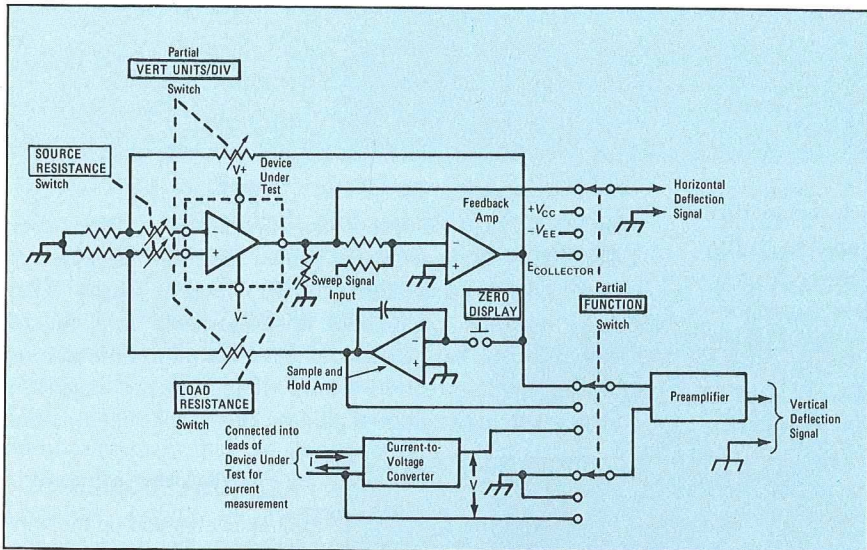 Partial
VERT UNITS/DIV
Switch
SOURCE
RESISTANCE
Switch
V+
Device
Under
Test
−
+
V−
Sweep Signal
Input
Feedback
Amp
−
+
Horizontal
Deflection
Signal
+VCC
−VEE
ECOLLECTOR
Partial
FUNCTION
Switch
ZERO
DISPLAY
−
+
Sample and
Hold Amp
LOAD
RESISTANCE
Switch
Preamplifier
Vertical
Deflection
Signal
Connected into
leads of
Device Under
Test for
current
measurement
I
Current-to-
Voltage
Converter
V